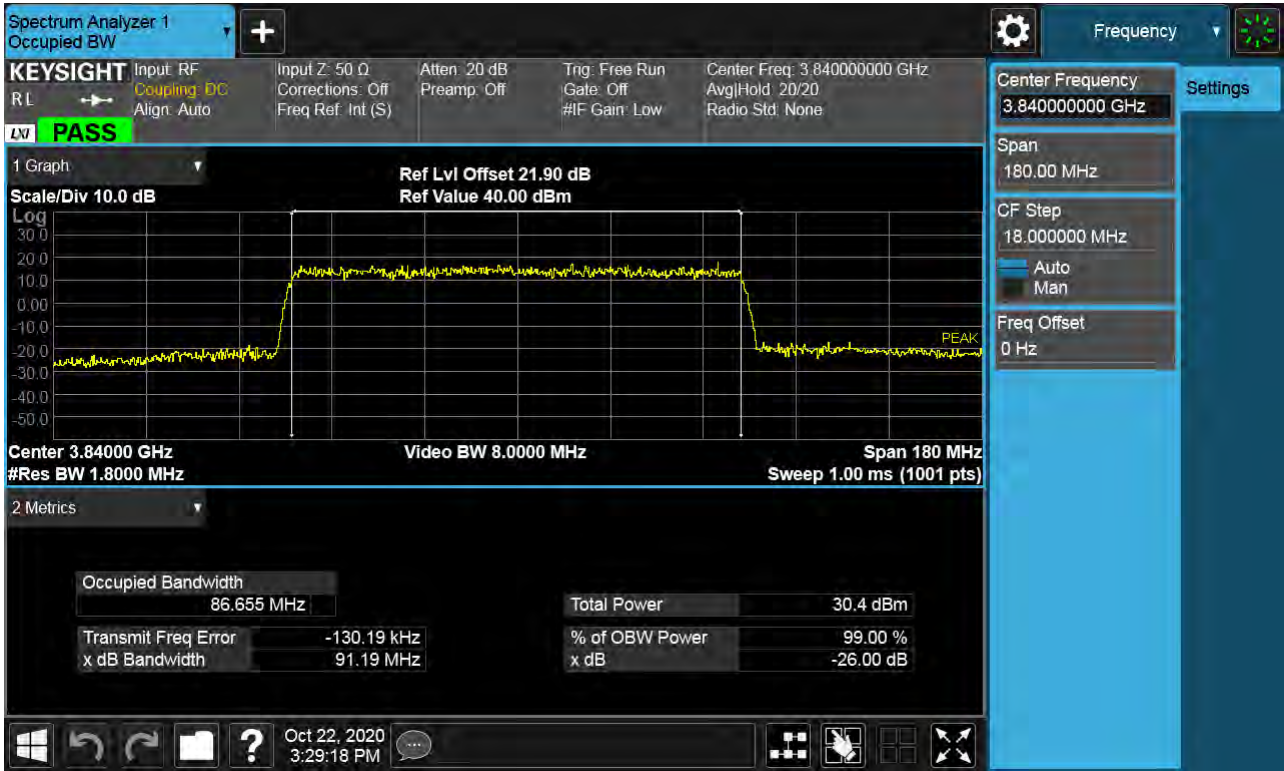 Spectrum Analyzer 1
Occupied BW
Frequency
KEYSIGHT
RL
LXI
PASS
Input: RF
Coupling: DC
Align: Auto
Input Z: 50 Ω
Corrections: Off
Freq Ref: Int (S)
Atten: 20 dB
Preamp: Off
Trig: Free Run
Gate: Off
#IF Gain: Low
Center Freq: 3.840000000 GHz
Avg|Hold: 20/20
Radio Std: None
Center Frequency
3.840000000 GHz
Settings
Span
180.00 MHz
CF Step
18.000000 MHz
Auto
Man
Freq Offset
0 Hz
1 Graph
Scale/Div 10.0 dB
Ref Lvl Offset 21.90 dB
Ref Value 40.00 dBm
Log
30.0
20.0
10.0
0.00
-10.0
-20.0
-30.0
-40.0
-50.0
PEAK
Center 3.84000 GHz
#Res BW 1.8000 MHz
Video BW 8.0000 MHz
Span 180 MHz
Sweep 1.00 ms (1001 pts)
2 Metrics
Occupied Bandwidth
86.655 MHz
Transmit Freq Error -130.19 kHz
x dB Bandwidth 91.19 MHz
Total Power 30.4 dBm
% of OBW Power 99.00 %
x dB -26.00 dB
?
Oct 22, 2020
3:29:18 PM